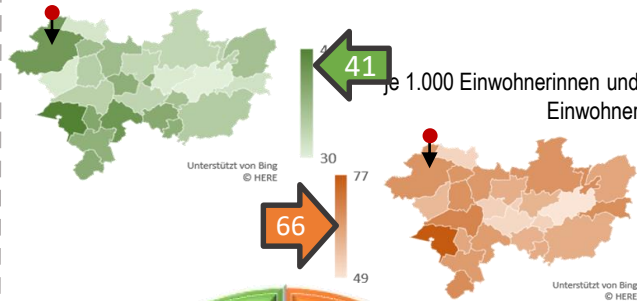 41
je 1.000 Einwohnerinnen und
Einwohner
Unterstützt von Bing
© HERE
30
77
66
49
Unterstützt von Bing
© HERE